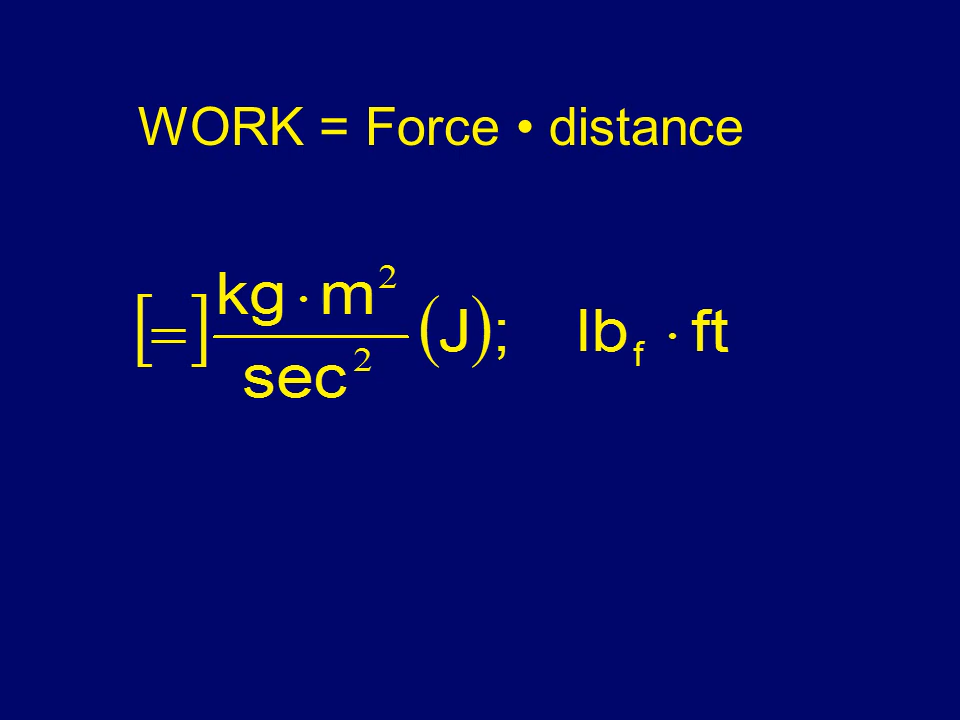 WORK = Force • distance
[=] kg·m²/sec² (J); lb_f · ft